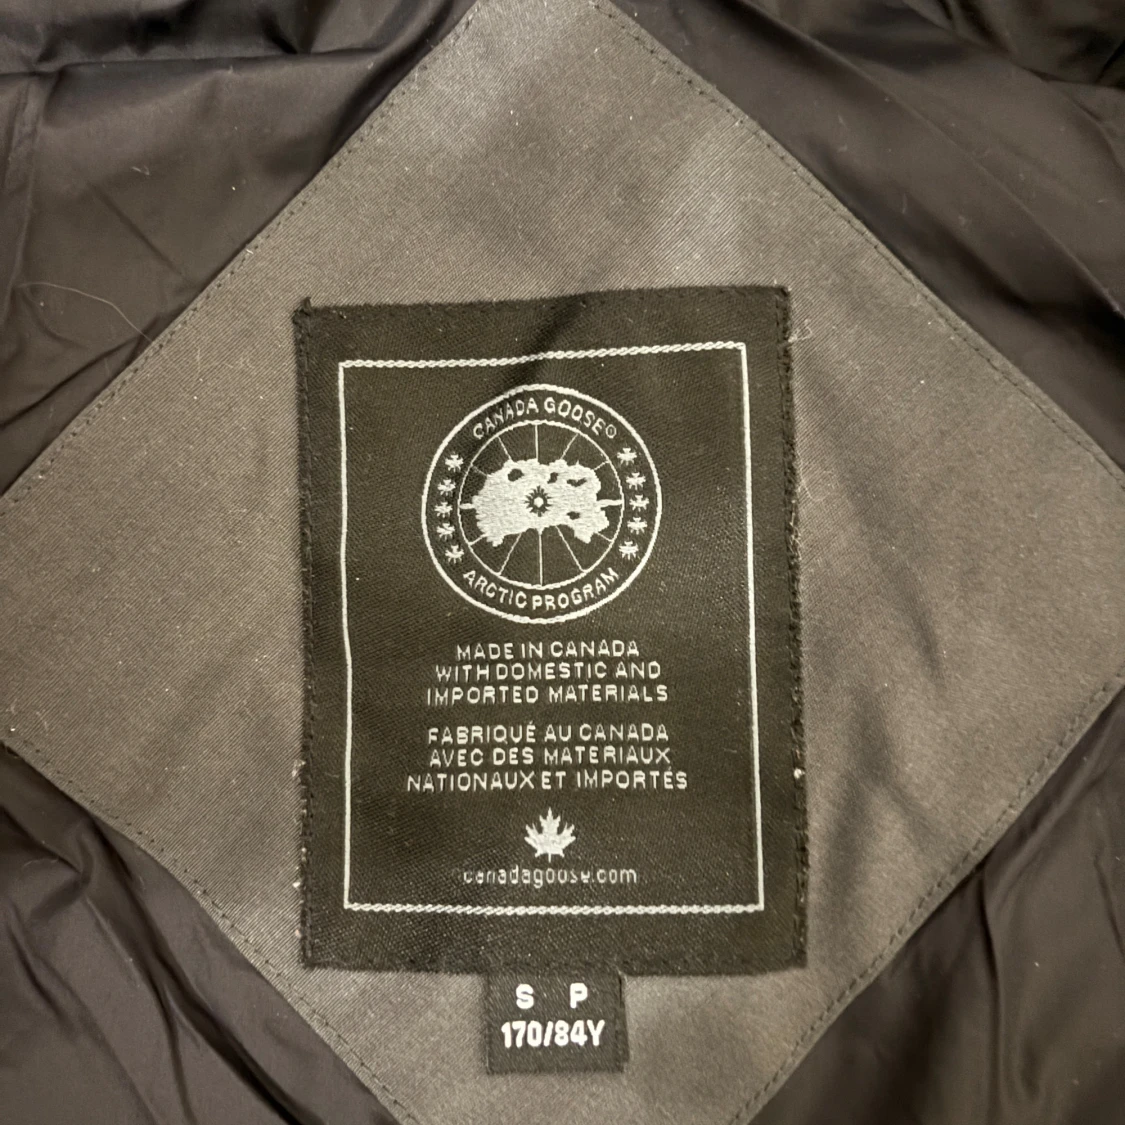 CANADA GOOSE®
ARCTIC PROGRAM
MADE IN CANADA
WITH DOMESTIC AND
IMPORTED MATERIALS
FABRIQUÉ AU CANADA
AVEC DES MATERIAUX
NATIONAUX ET IMPORTÉS
canadagoose.com
S P
170/84Y